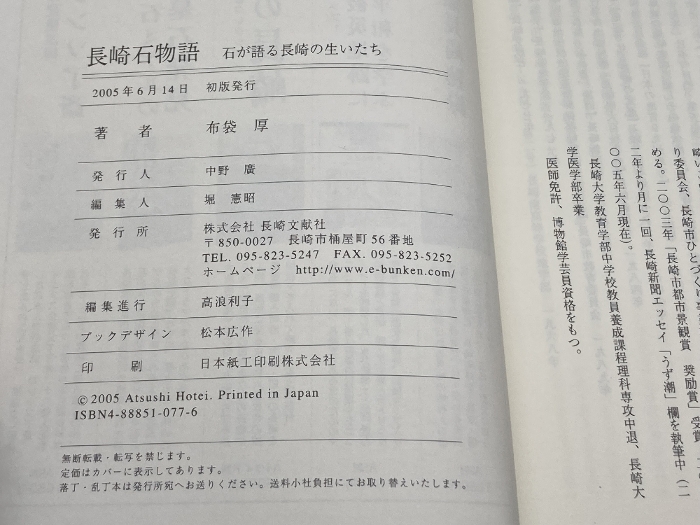 長崎石物語 石が語る長崎の生いたち
2005年6月14日 初版発行
著者 布袋 厚
発行人 中野 廣
編集人 堀 憲昭
発行所 株式会社 長崎文献社
〒850-0027 長崎市桶屋町56番地
TEL. 095-823-5247 FAX. 095-823-5252
ホームページ http://www.e-bunken.com/
編集進行 高浪利子
ブックデザイン 松本広作
印刷 日本紙工印刷株式会社
©2005 Atsushi Hotei. Printed in Japan
ISBN4-88851-077-6
無断転載・転写を禁じます。
定価はカバーに表示してあります。
落丁・乱丁本は発行所宛へお送りください。送料小社負担にてお取り替えいたします。
り委員会、長崎市ひとづくり
める。二〇〇三年「長崎市都市景観賞 奨励賞」受賞
二年より月に一回、長崎新聞エッセイ「うず潮」欄を執筆中（二
〇〇五年六月現在）。
長崎大学教育学部中学校教員養成課程理科専攻中退、長崎大
学医学部卒業
医師免許、博物館学芸員資格をもつ。